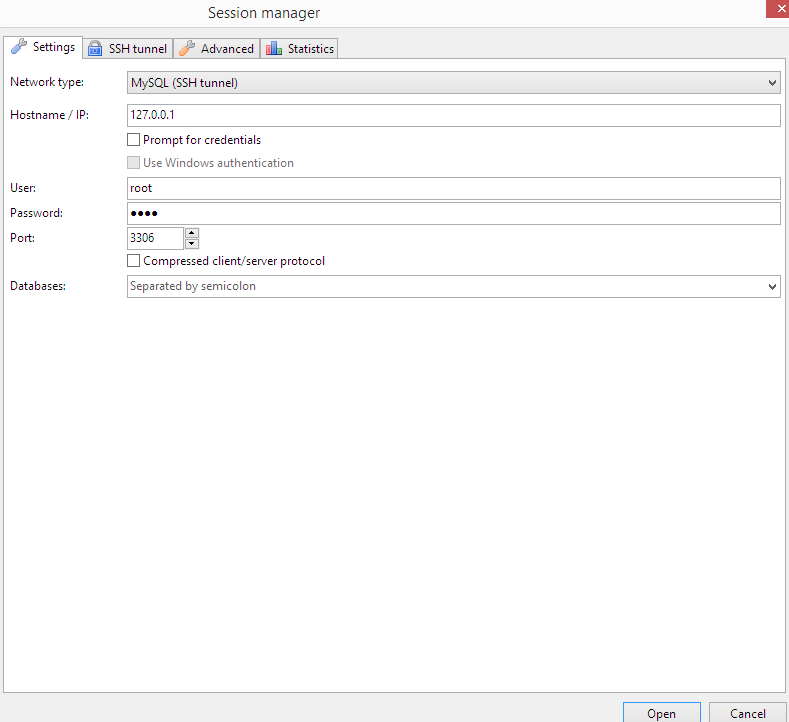 Session manager
Settings SSH tunnel Advanced Statistics
Network type: MySQL (SSH tunnel)
Hostname / IP: 127.0.0.1
Prompt for credentials
Use Windows authentication
User: root
Password: ●●●●
Port: 3306
Compressed client/server protocol
Databases: Separated by semicolon
Open Cancel